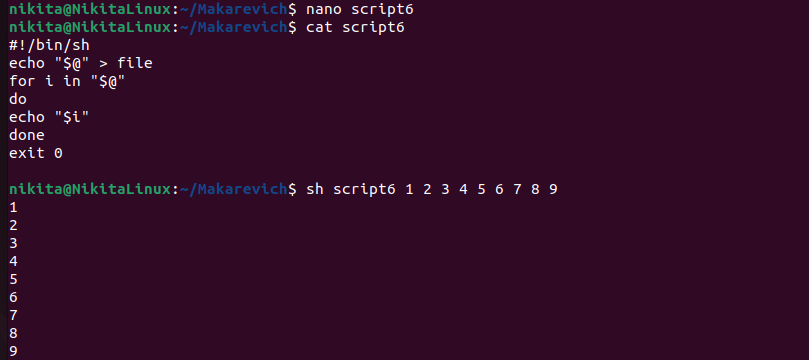 nikita@NikitaLinux:~/Makarevich$ nano script6
nikita@NikitaLinux:~/Makarevich$ cat script6
#!/bin/sh
echo "$@" > file
for i in "$@"
do
echo "$i"
done
exit 0
nikita@NikitaLinux:~/Makarevich$ sh script6 1 2 3 4 5 6 7 8 9
1
2
3
4
5
6
7
8
9